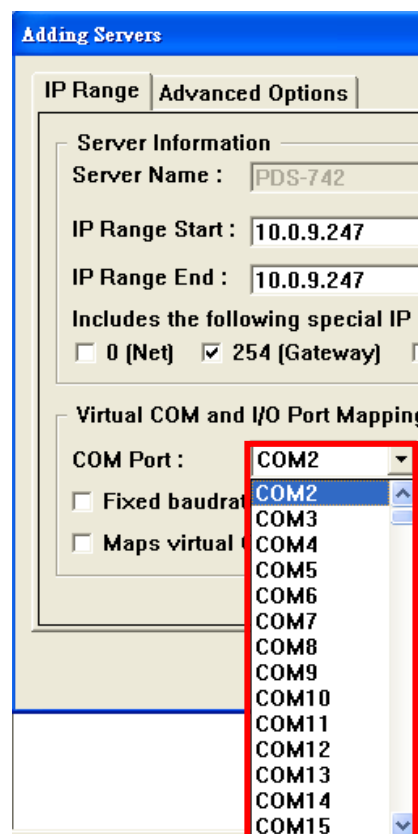 Adding Servers
IP Range Advanced Options
Server Information
Server Name : PDS-742
IP Range Start : 10.0.9.247
IP Range End : 10.0.9.247
Includes the following special IP
0 (Net) 254 (Gateway)
Virtual COM and I/O Port Mapping
COM Port : COM2
Fixed
Maps virtual
COM2
COM3
COM4
COM5
COM6
COM7
COM8
COM9
COM10
COM11
COM12
COM13
COM14
COM15